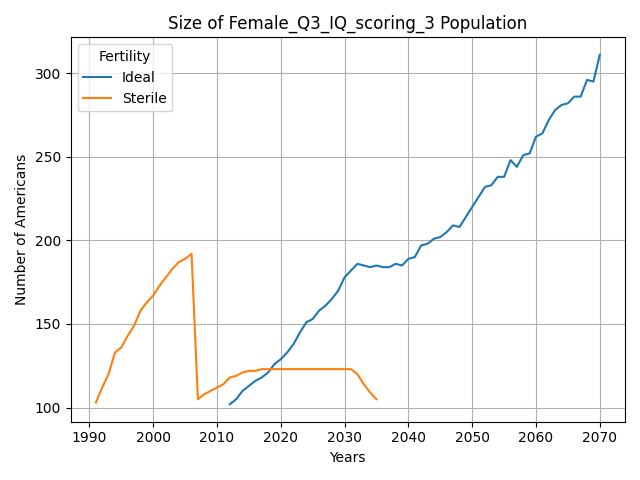 Size of Female_Q3_IQ_scoring_3 Population
Fertility
Ideal
Sterile
Number of Americans
300
250
200
150
100
1990 2000 2010 2020 2030 2040 2050 2060 2070
Years